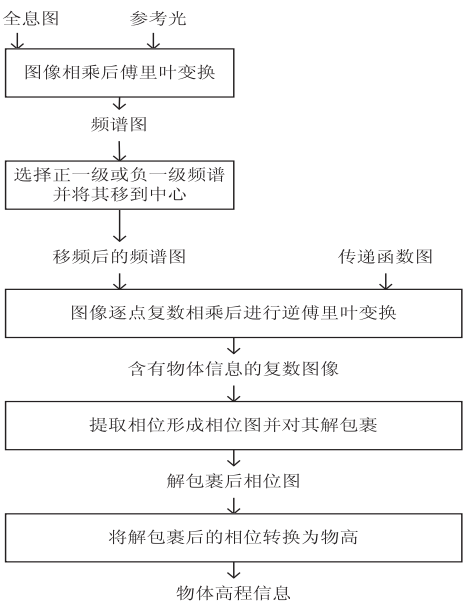 全息图 参考光
图像相乘后傅里叶变换
频谱图
选择正一级或负一级频谱
并将其移到中心
移频后的频谱图 传递函数图
图像逐点复数相乘后进行逆傅里叶变换
含有物体信息的复数图像
提取相位形成相位图并对其解包裹
解包裹后相位图
将解包裹后的相位转换为物高
物体高程信息